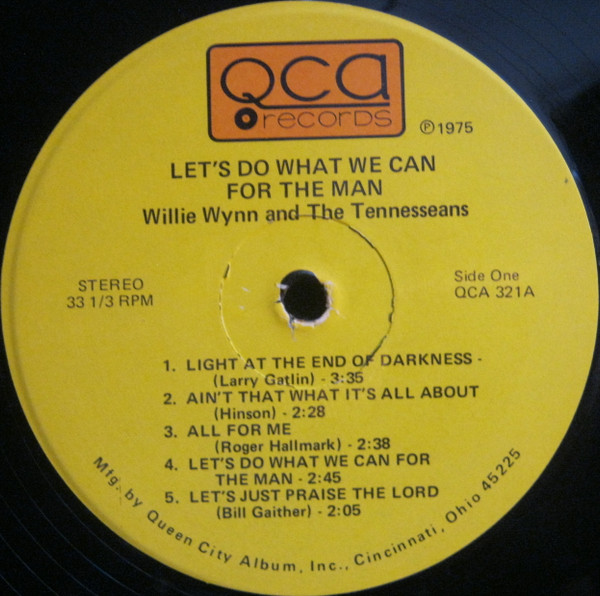 QCa
records
℗1975
LET'S DO WHAT WE CAN
FOR THE MAN
Willie Wynn and The Tennesseans
STEREO
33 1/3 RPM
Side One
QCA 321A
1. LIGHT AT THE END OF DARKNESS -
(Larry Gatlin) - 3:35
2. AIN'T THAT WHAT IT'S ALL ABOUT
(Hinson) - 2:28
3. ALL FOR ME
(Roger Hallmark) - 2:38
4. LET'S DO WHAT WE CAN FOR
THE MAN - 2:45
5. LET'S JUST PRAISE THE LORD
(Bill Gaither) - 2:05
Mfg. by Queen City Album, Inc., Cincinnati, Ohio 45225